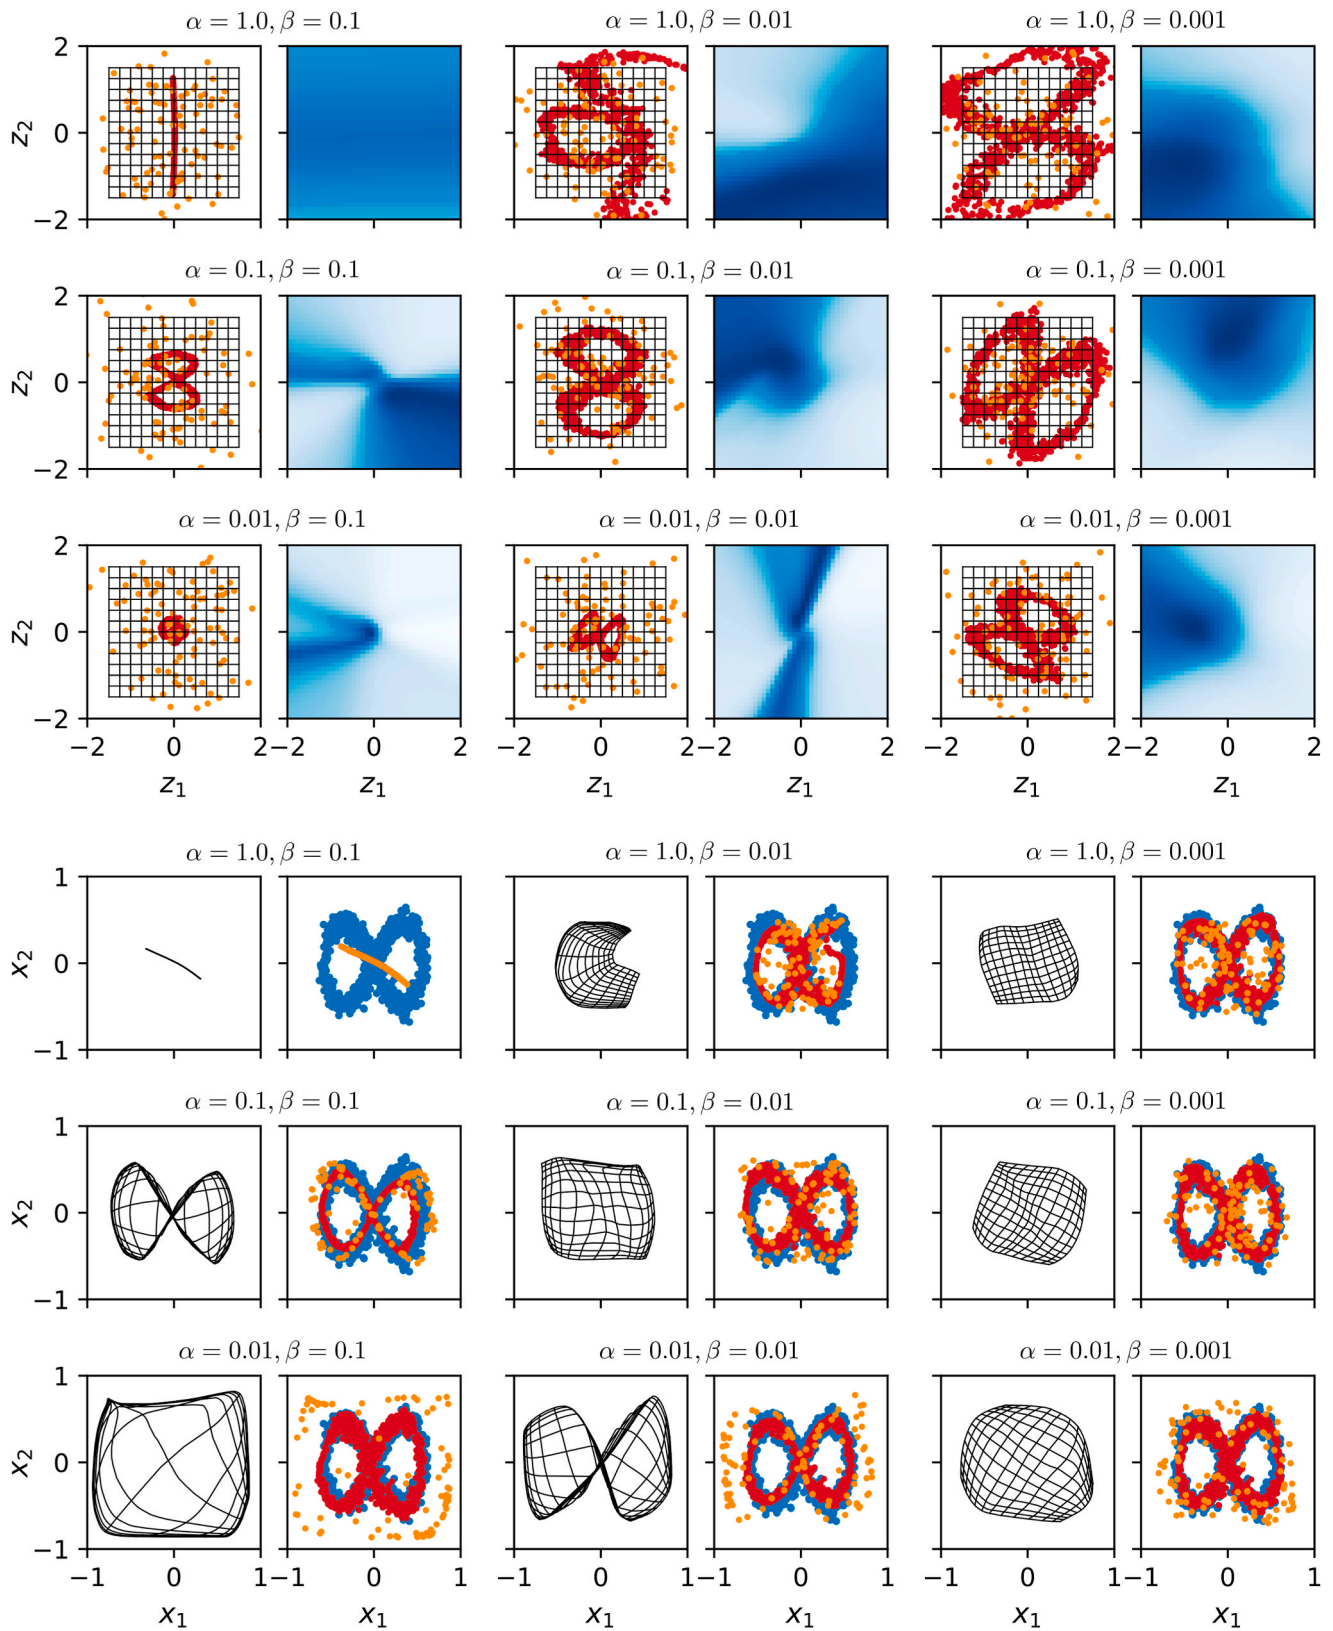 α = 1.0, β = 0.1 α = 1.0, β = 0.01 α = 1.0, β = 0.001
2
z₂ 0
−2
α = 0.1, β = 0.1 α = 0.1, β = 0.01 α = 0.1, β = 0.001
2
z₂ 0
−2
α = 0.01, β = 0.1 α = 0.01, β = 0.01 α = 0.01, β = 0.001
2
z₂ 0
−2
−2 0 2 −2 0 2 −2 0 2 −2 0 2 −2 0 2 −2 0 2
z₁ z₁ z₁ z₁ z₁ z₁
α = 1.0, β = 0.1 α = 1.0, β = 0.01 α = 1.0, β = 0.001
1
x₂ 0
−1
α = 0.1, β = 0.1 α = 0.1, β = 0.01 α = 0.1, β = 0.001
1
x₂ 0
−1
α = 0.01, β = 0.1 α = 0.01, β = 0.01 α = 0.01, β = 0.001
1
x₂ 0
−1
−1 0 1 −1 0 1 −1 0 1 −1 0 1 −1 0 1 −1 0 1
x₁ x₁ x₁ x₁ x₁ x₁